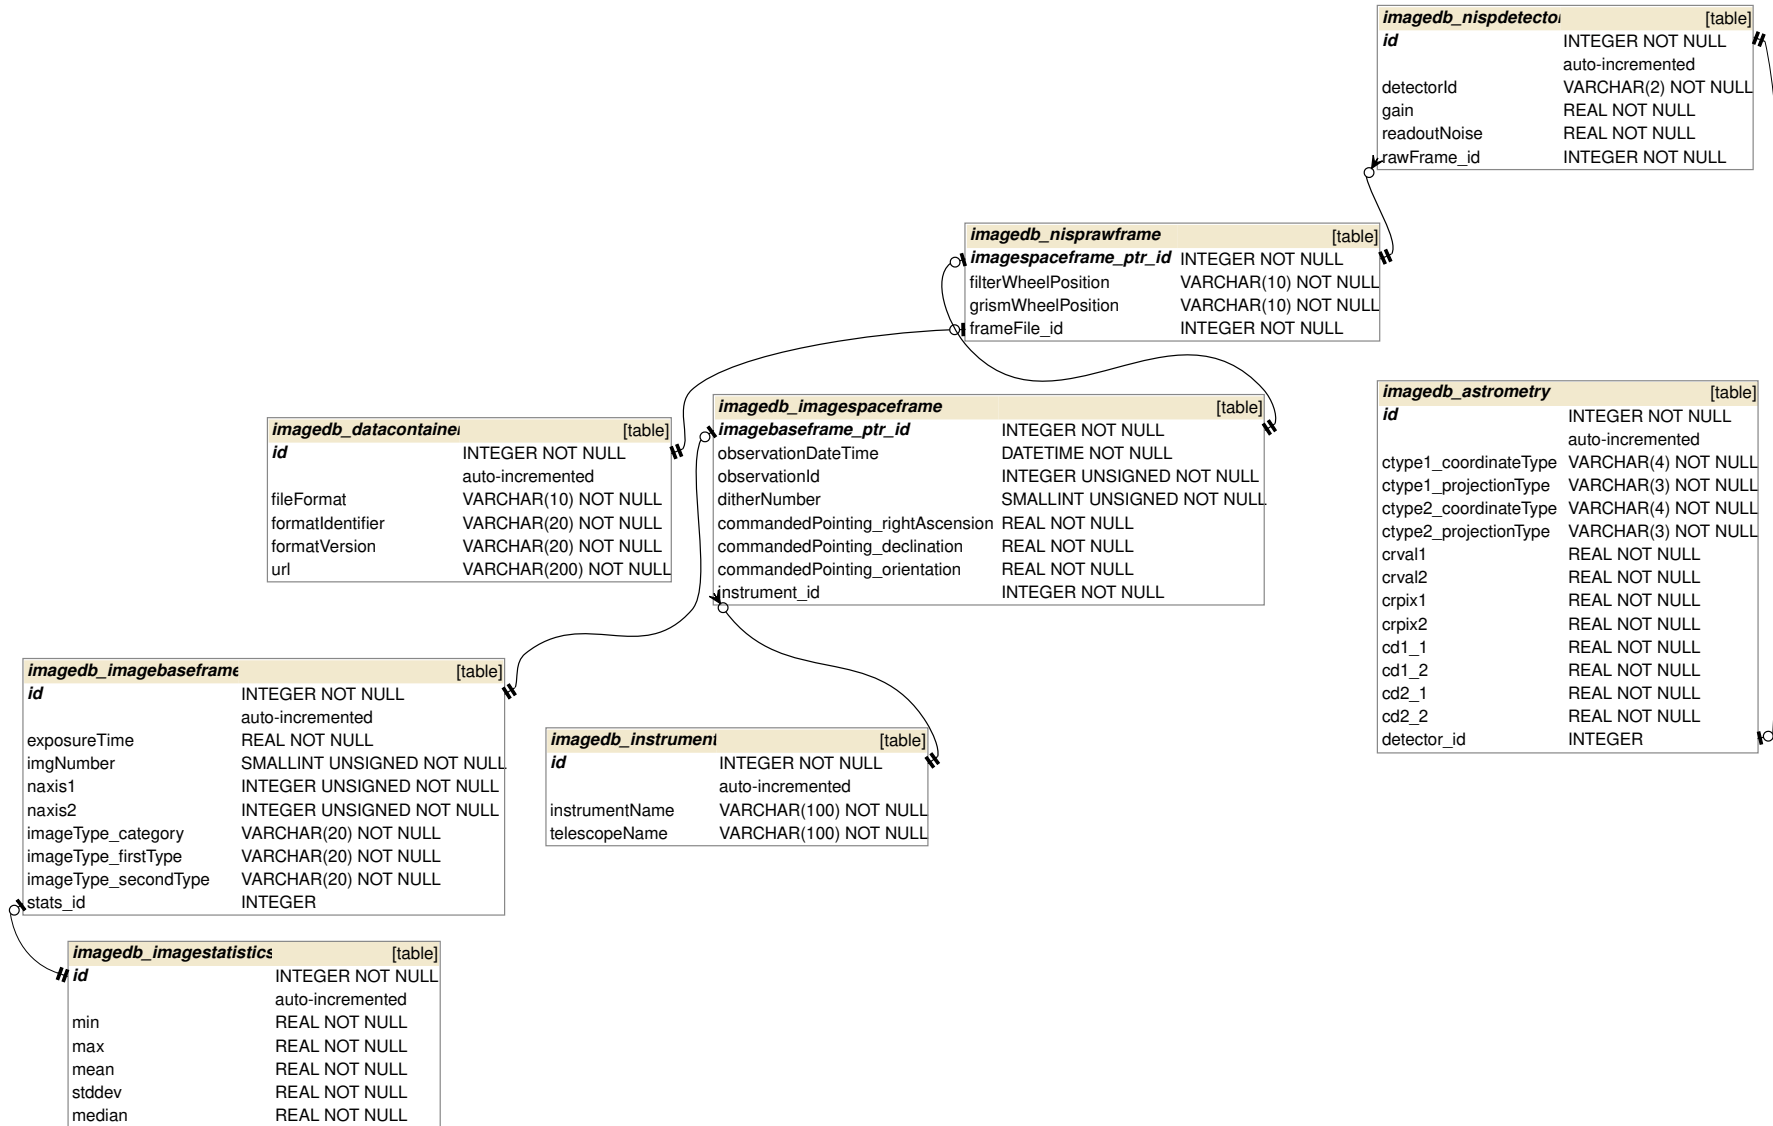 imagedb_nispdetector [table]
id INTEGER NOT NULL
auto-incremented
detectorId VARCHAR(2) NOT NULL
gain REAL NOT NULL
readoutNoise REAL NOT NULL
rawFrame_id INTEGER NOT NULL
imagedb_nisprawframe [table]
imagespaceframe_ptr_id INTEGER NOT NULL
filterWheelPosition VARCHAR(10) NOT NULL
grismWheelPosition VARCHAR(10) NOT NULL
frameFile_id INTEGER NOT NULL
imagedb_datacontainer [table]
id INTEGER NOT NULL
auto-incremented
fileFormat VARCHAR(10) NOT NULL
formatIdentifier VARCHAR(20) NOT NULL
formatVersion VARCHAR(20) NOT NULL
url VARCHAR(200) NOT NULL
imagedb_imagespaceframe [table]
imagebaseframe_ptr_id INTEGER NOT NULL
observationDateTime DATETIME NOT NULL
observationId INTEGER UNSIGNED NOT NULL
ditherNumber SMALLINT UNSIGNED NOT NULL
commandedPointing_rightAscension REAL NOT NULL
commandedPointing_declination REAL NOT NULL
commandedPointing_orientation REAL NOT NULL
instrument_id INTEGER NOT NULL
imagedb_astrometry [table]
id INTEGER NOT NULL
auto-incremented
ctype1_coordinateType VARCHAR(4) NOT NULL
ctype1_projectionType VARCHAR(3) NOT NULL
ctype2_coordinateType VARCHAR(4) NOT NULL
ctype2_projectionType VARCHAR(3) NOT NULL
crval1 REAL NOT NULL
crval2 REAL NOT NULL
crpix1 REAL NOT NULL
crpix2 REAL NOT NULL
cd1_1 REAL NOT NULL
cd1_2 REAL NOT NULL
cd2_1 REAL NOT NULL
cd2_2 REAL NOT NULL
detector_id INTEGER
imagedb_imagebaseframe [table]
id INTEGER NOT NULL
auto-incremented
exposureTime REAL NOT NULL
imgNumber SMALLINT UNSIGNED NOT NULL
naxis1 INTEGER UNSIGNED NOT NULL
naxis2 INTEGER UNSIGNED NOT NULL
imageType_category VARCHAR(20) NOT NULL
imageType_firstType VARCHAR(20) NOT NULL
imageType_secondType VARCHAR(20) NOT NULL
stats_id INTEGER
imagedb_instrument [table]
id INTEGER NOT NULL
auto-incremented
instrumentName VARCHAR(100) NOT NULL
telescopeName VARCHAR(100) NOT NULL
imagedb_imagestatistics [table]
id INTEGER NOT NULL
auto-incremented
min REAL NOT NULL
max REAL NOT NULL
mean REAL NOT NULL
stddev REAL NOT NULL
median REAL NOT NULL